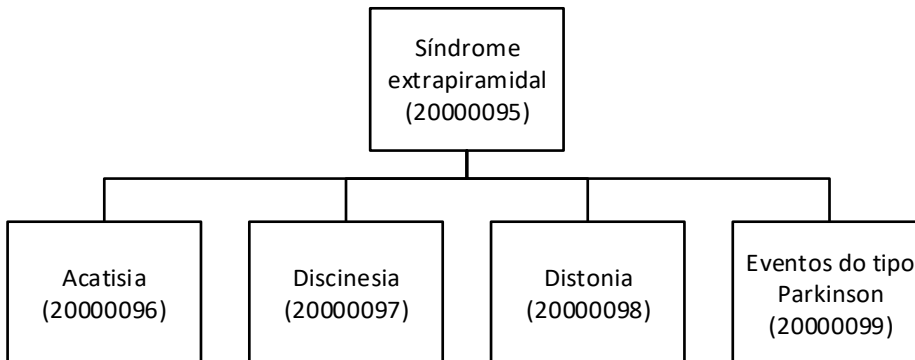 Síndrome
extrapiramidal
(20000095)
Acatisia
(20000096)
Discinesia
(20000097)
Distonia
(20000098)
Eventos do tipo
Parkinson
(20000099)